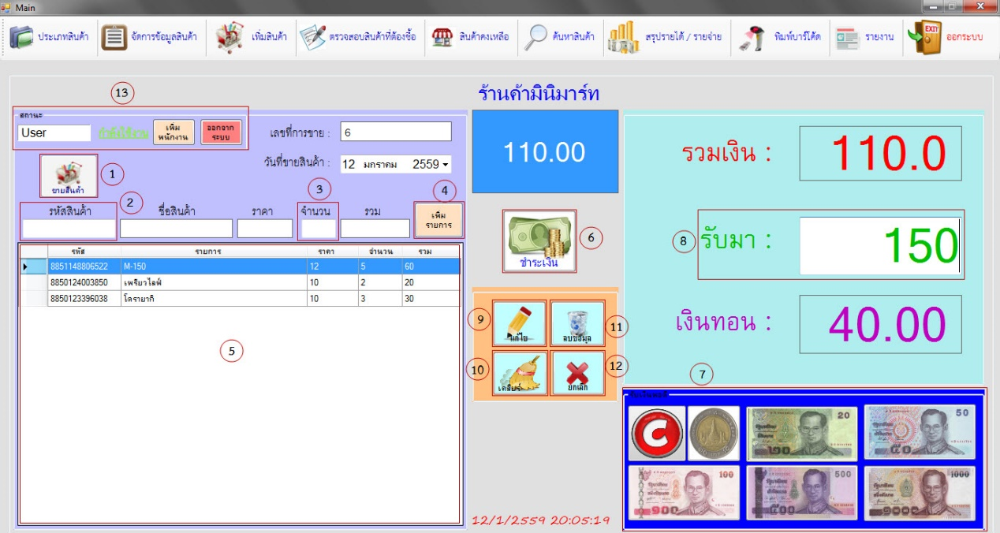 Main
ประเภทสินค้า
จัดการข้อมูลสินค้า
เพิ่มสินค้า
ตรวจสอบสินค้าที่ต้องซื้อ
สินค้าคงเหลือ
ค้นหาสินค้า
สรุปรายได้ / รายจ่าย
พิมพ์บาร์โค้ด
รายงาน
EXIT
ออกระบบ
13
ร้านค้ามินิมาร์ท
สถานะ
User
กำลังใช้งาน
เพิ่ม
พนักงาน
ออกจาก
ระบบ
เลขที่การขาย : 6
วันที่ขายสินค้า : 12 มกราคม 2559
1
ขายสินค้า
2
3
4
รหัสสินค้า
ชื่อสินค้า
ราคา
จำนวน
รวม
เพิ่ม
รายการ
รหัส รายการ ราคา จำนวน รวม
8851148806522 M-150 12 5 60
8850124003850 เพรียวไลฟ์ 10 2 20
8850123396038 โดรายากิ 10 3 30
5
110.00
6
ชำระเงิน
9
แก้ไข
ลบข้อมูล
11
10
เคลียร์
ยกเลิก
12
12/1/2559 20:05:19
รวมเงิน : 110.0
8
รับมา : 150
เงินทอน : 40.00
7
C
20
๒๐
50
๕๐
100
๑๐๐
500
๕๐๐
1000
๑๐๐๐